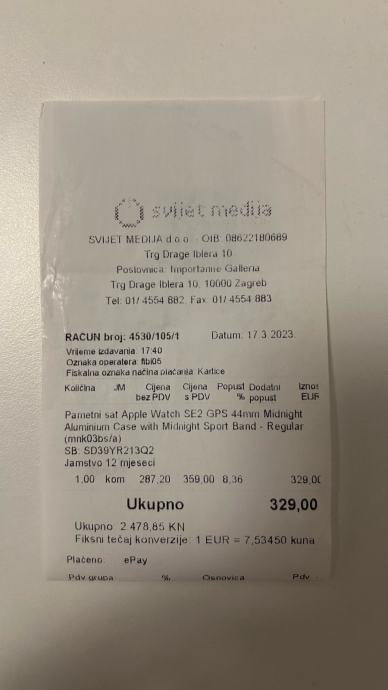 svijet medija
SVIJET MEDIJA d.o.o. OIB: 08622180689
Trg Drage Iblera 10
Poslovnica: Importanne Galleria
Trg Drage Iblera 10, 10000 Zagreb
Tel: 01/ 4554 882, Fax: 01/ 4554 883
RAČUN broj: 4530/105/1 Datum: 17.3.2023.
Vrijeme izdavanja: 17:40
Oznaka operatera: fibi05
Fiskalna oznaka načina plaćanja: Kartice
Količina JM Cijena Cijena Popust Dodatni Iznos
bez PDV s PDV % popust EUR
Pametni sat Apple Watch SE2 GPS 44mm Midnight
Aluminium Case with Midnight Sport Band - Regular
(mnk03bs/a)
SB: SD39YR213Q2
Jamstvo 12 mjeseci
1,00 kom 287,20 359,00 8,36 329,00
Ukupno 329,00
Ukupno: 2.478,85 KN
Fiksni tečaj konverzije: 1 EUR = 7,53450 kuna
Plaćeno: ePay
Pdv grupa % Osnovica Pdv